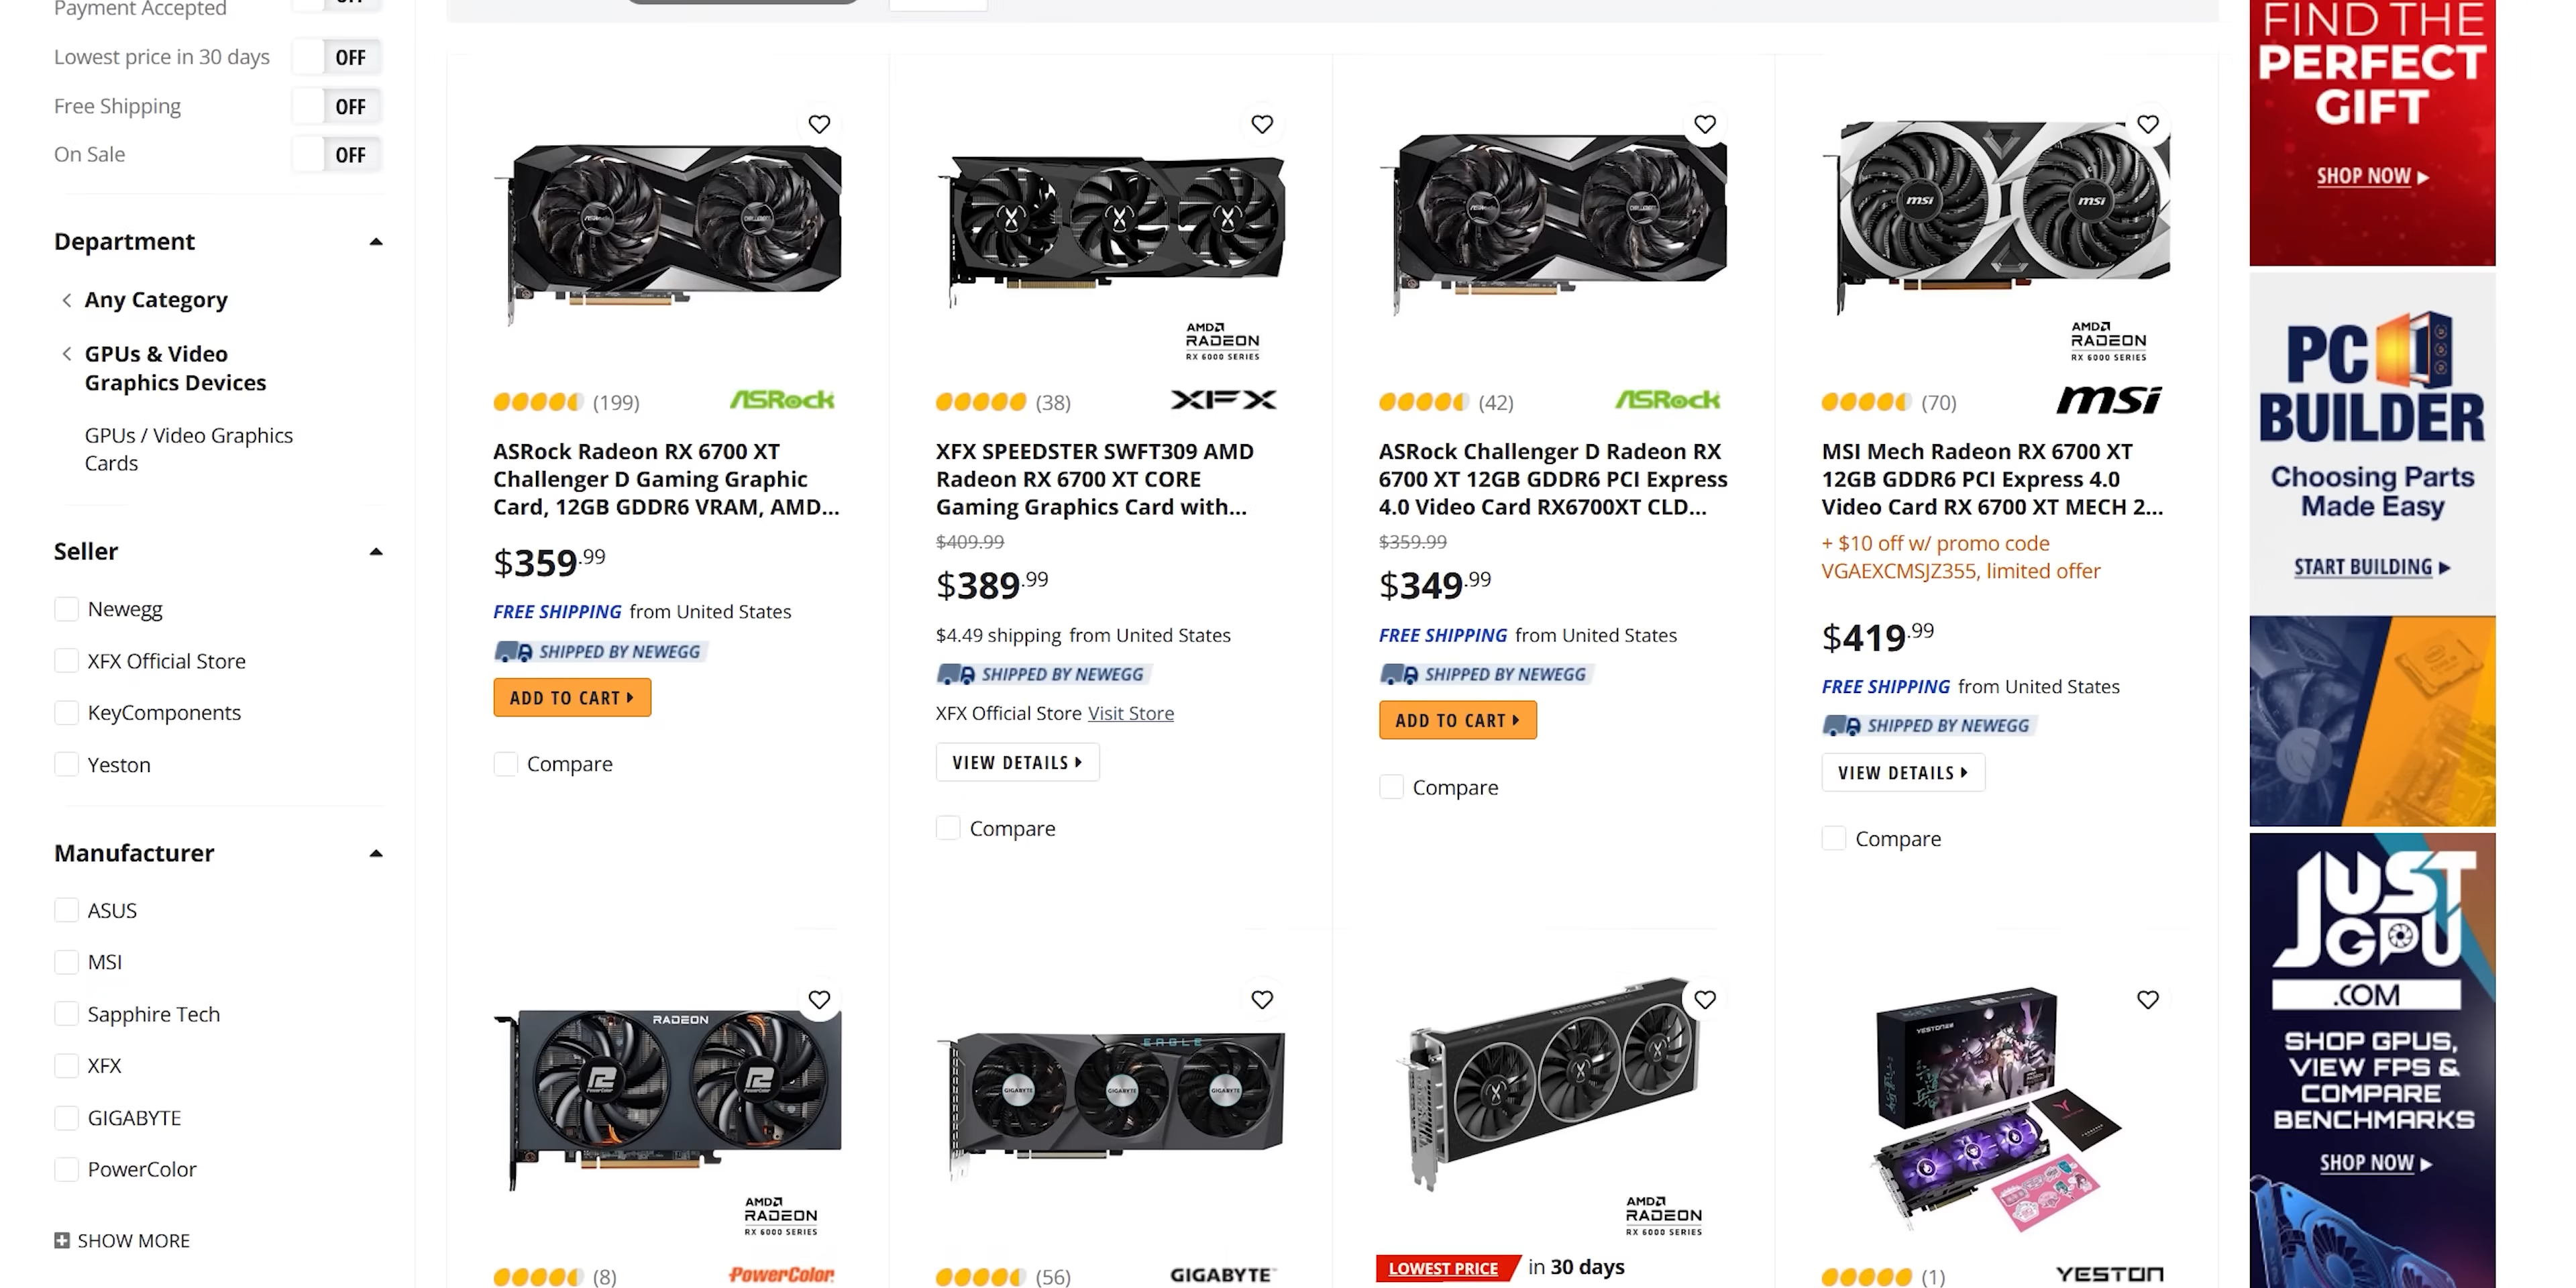 Payment Accepted
Lowest price in 30 days OFF
Free Shipping OFF
On Sale OFF
Department
Any Category
GPUs & Video
Graphics Devices
GPUs / Video Graphics
Cards
Seller
Newegg
XFX Official Store
KeyComponents
Yeston
Manufacturer
ASUS
MSI
Sapphire Tech
XFX
GIGABYTE
PowerColor
SHOW MORE
(199) ASRock
ASRock Radeon RX 6700 XT
Challenger D Gaming Graphic
Card, 12GB GDDR6 VRAM, AMD...
$359.99
FREE SHIPPING from United States
SHIPPED BY NEWEGG
ADD TO CART
Compare
AMD
RADEON
RX 6000 SERIES
(38) XFX
XFX SPEEDSTER SWFT309 AMD
Radeon RX 6700 XT CORE
Gaming Graphics Card with...
$409.99
$389.99
$4.49 shipping from United States
SHIPPED BY NEWEGG
XFX Official Store Visit Store
VIEW DETAILS
Compare
(42) ASRock
ASRock Challenger D Radeon RX
6700 XT 12GB GDDR6 PCI Express
4.0 Video Card RX6700XT CLD...
$359.99
$349.99
FREE SHIPPING from United States
SHIPPED BY NEWEGG
ADD TO CART
Compare
msi msi
AMD
RADEON
RX 6000 SERIES
(70) msi
MSI Mech Radeon RX 6700 XT
12GB GDDR6 PCI Express 4.0
Video Card RX 6700 XT MECH 2...
+ $10 off w/ promo code
VGAEXCMSJZ355, limited offer
$419.99
FREE SHIPPING from United States
SHIPPED BY NEWEGG
VIEW DETAILS
Compare
RADEON
PowerColor PowerColor
AMD
RADEON
RX 6000 SERIES
(8) PowerColor
EAGLE
GIGABYTE GIGABYTE GIGABYTE
(56) GIGABYTE
AMD
RADEON
RX 6000 SERIES
LOWEST PRICE in 30 days
YESTON
(1) YESTON
FIND THE
PERFECT
GIFT
SHOP NOW
PC
BUILDER
Choosing Parts
Made Easy
START BUILDING
JUST
GPU
.COM
SHOP GPUS,
VIEW FPS &
COMPARE
BENCHMARKS
SHOP NOW